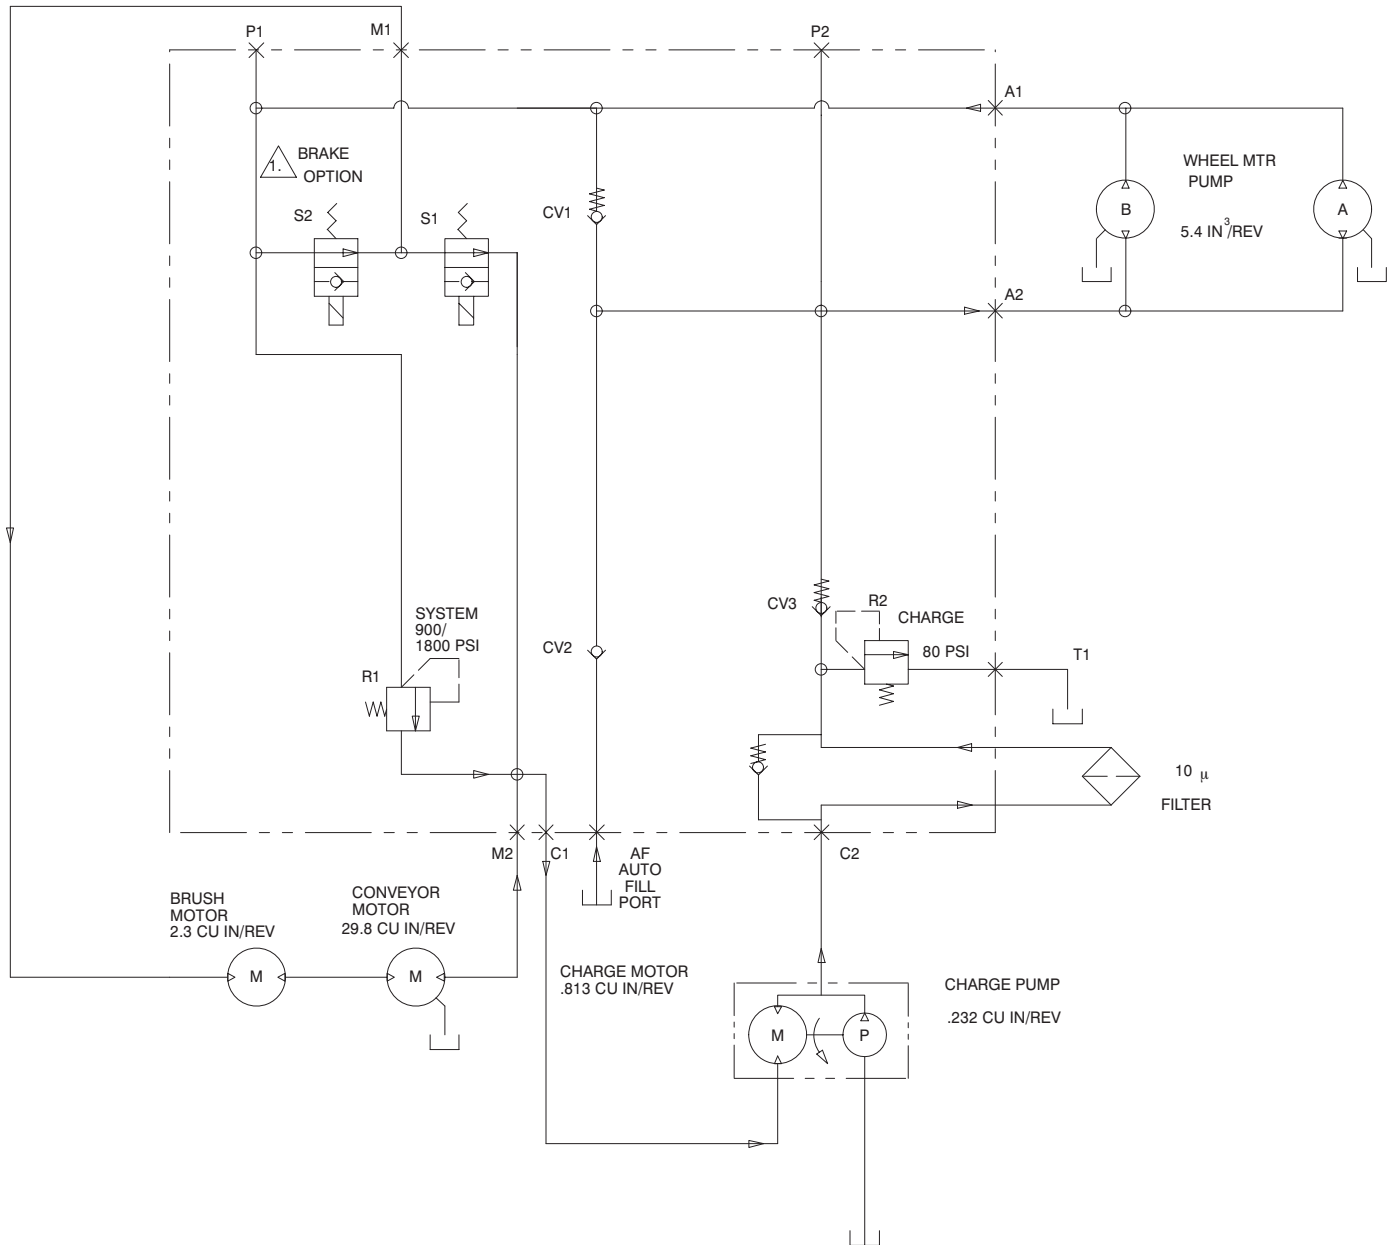 P1
M1
P2
A1
1.
BRAKE
OPTION
WHEEL MTR
PUMP
5.4 IN³/REV
B
A
S2
S1
CV1
A2
SYSTEM
900/
1800 PSI
R1
CV2
CV3
R2
CHARGE
80 PSI
T1
10 µ
FILTER
M2
C1
AF
AUTO
FILL
PORT
C2
BRUSH
MOTOR
2.3 CU IN/REV
CONVEYOR
MOTOR
29.8 CU IN/REV
M
M
CHARGE MOTOR
.813 CU IN/REV
CHARGE PUMP
.232 CU IN/REV
M
P